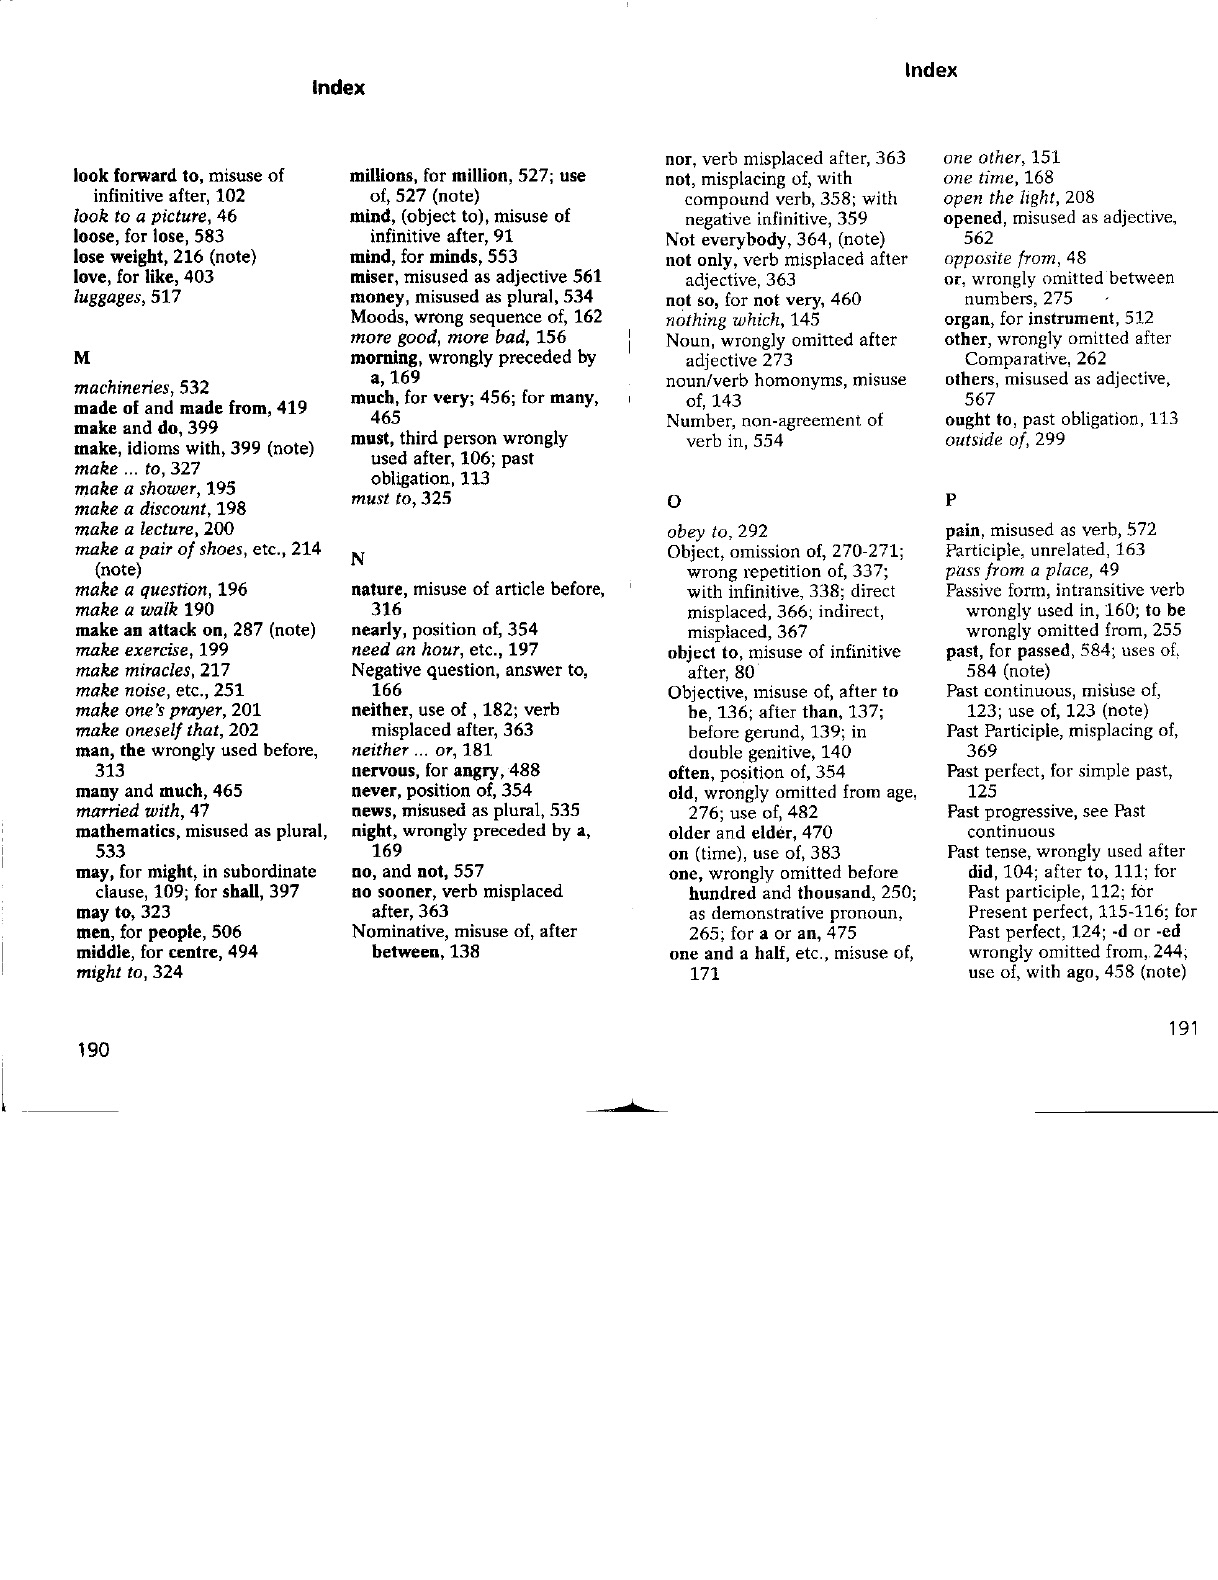 Index
look forward to, misuse of
infinitive after, 102
look to a picture, 46
loose, for lose, 583
lose weight, 216 (note)
love, for like, 403
luggages, 517
M
machineries, 532
made of and made from, 419
make and do, 399
make, idioms with, 399 (note)
make ... to, 327
make a shower, 195
make a discount, 198
make a lecture, 200
make a pair of shoes, etc., 214
(note)
make a question, 196
make a walk 190
make an attack on, 287 (note)
make exercise, 199
make miracles, 217
make noise, etc., 251
make one's prayer, 201
make oneself that, 202
man, the wrongly used before,
313
many and much, 465
married with, 47
mathematics, misused as plural,
533
may, for might, in subordinate
clause, 109; for shall, 397
may to, 323
men, for people, 506
middle, for centre, 494
might to, 324
millions, for million, 527; use
of, 527 (note)
mind, (object to), misuse of
infinitive after, 91
mind, for minds, 553
miser, misused as adjective 561
money, misused as plural, 534
Moods, wrong sequence of, 162
more good, more bad, 156
morning, wrongly preceded by
a, 169
much, for very; 456; for many,
465
must, third person wrongly
used after, 106; past
obligation, 113
must to, 325
N
nature, misuse of article before,
316
nearly, position of, 354
need an hour, etc., 197
Negative question, answer to,
166
neither, use of , 182; verb
misplaced after, 363
neither ... or, 181
nervous, for angry, 488
never, position of, 354
news, misused as plural, 535
night, wrongly preceded by a,
169
no, and not, 557
no sooner, verb misplaced
after, 363
Nominative, misuse of, after
between, 138
190
Index
nor, verb misplaced after, 363
not, misplacing of, with
compound verb, 358; with
negative infinitive, 359
Not everybody, 364, (note)
not only, verb misplaced after
adjective, 363
not so, for not very, 460
nothing which, 145
Noun, wrongly omitted after
adjective 273
noun/verb homonyms, misuse
of, 143
Number, non-agreement of
verb in, 554
O
obey to, 292
Object, omission of, 270-271;
wrong repetition of, 337;
with infinitive, 338; direct
misplaced, 366; indirect,
misplaced, 367
object to, misuse of infinitive
after, 80
Objective, misuse of, after to
be, 136; after than, 137;
before gerund, 139; in
double genitive, 140
often, position of, 354
old, wrongly omitted from age,
276; use of, 482
older and elder, 470
on (time), use of, 383
one, wrongly omitted before
hundred and thousand, 250;
as demonstrative pronoun,
265; for a or an, 475
one and a half, etc., misuse of,
171
one other, 151
one time, 168
open the light, 208
opened, misused as adjective,
562
opposite from, 48
or, wrongly omitted between
numbers, 275
organ, for instrument, 512
other, wrongly omitted after
Comparative, 262
others, misused as adjective,
567
ought to, past obligation, 113
outside of, 299
P
pain, misused as verb, 572
Participle, unrelated, 163
pass from a place, 49
Passive form, intransitive verb
wrongly used in, 160; to be
wrongly omitted from, 255
past, for passed, 584; uses of,
584 (note)
Past continuous, misuse of,
123; use of, 123 (note)
Past Participle, misplacing of,
369
Past perfect, for simple past,
125
Past progressive, see Past
continuous
Past tense, wrongly used after
did, 104; after to, 111; for
Past participle, 112; for
Present perfect, 115-116; for
Past perfect, 124; -d or -ed
wrongly omitted from, 244;
use of, with ago, 458 (note)
191